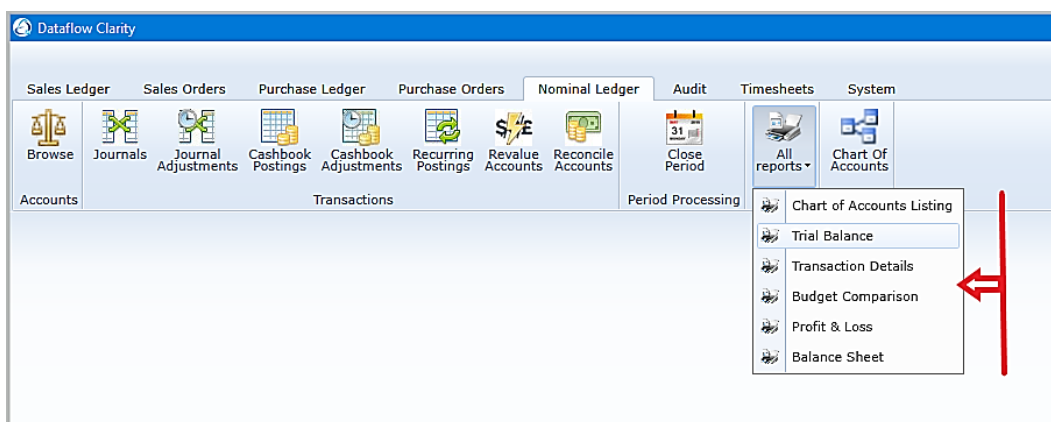 Dataflow Clarity
Sales Ledger Sales Orders Purchase Ledger Purchase Orders Nominal Ledger Audit Timesheets System
Browse Journals Journal Cashbook Cashbook Recurring Revalue Reconcile Close All Chart Of
Adjustments Postings Adjustments Postings Accounts Accounts Period reports Accounts
31
Accounts Transactions Period Processing
Chart of Accounts Listing
Trial Balance
Transaction Details
Budget Comparison
Profit & Loss
Balance Sheet